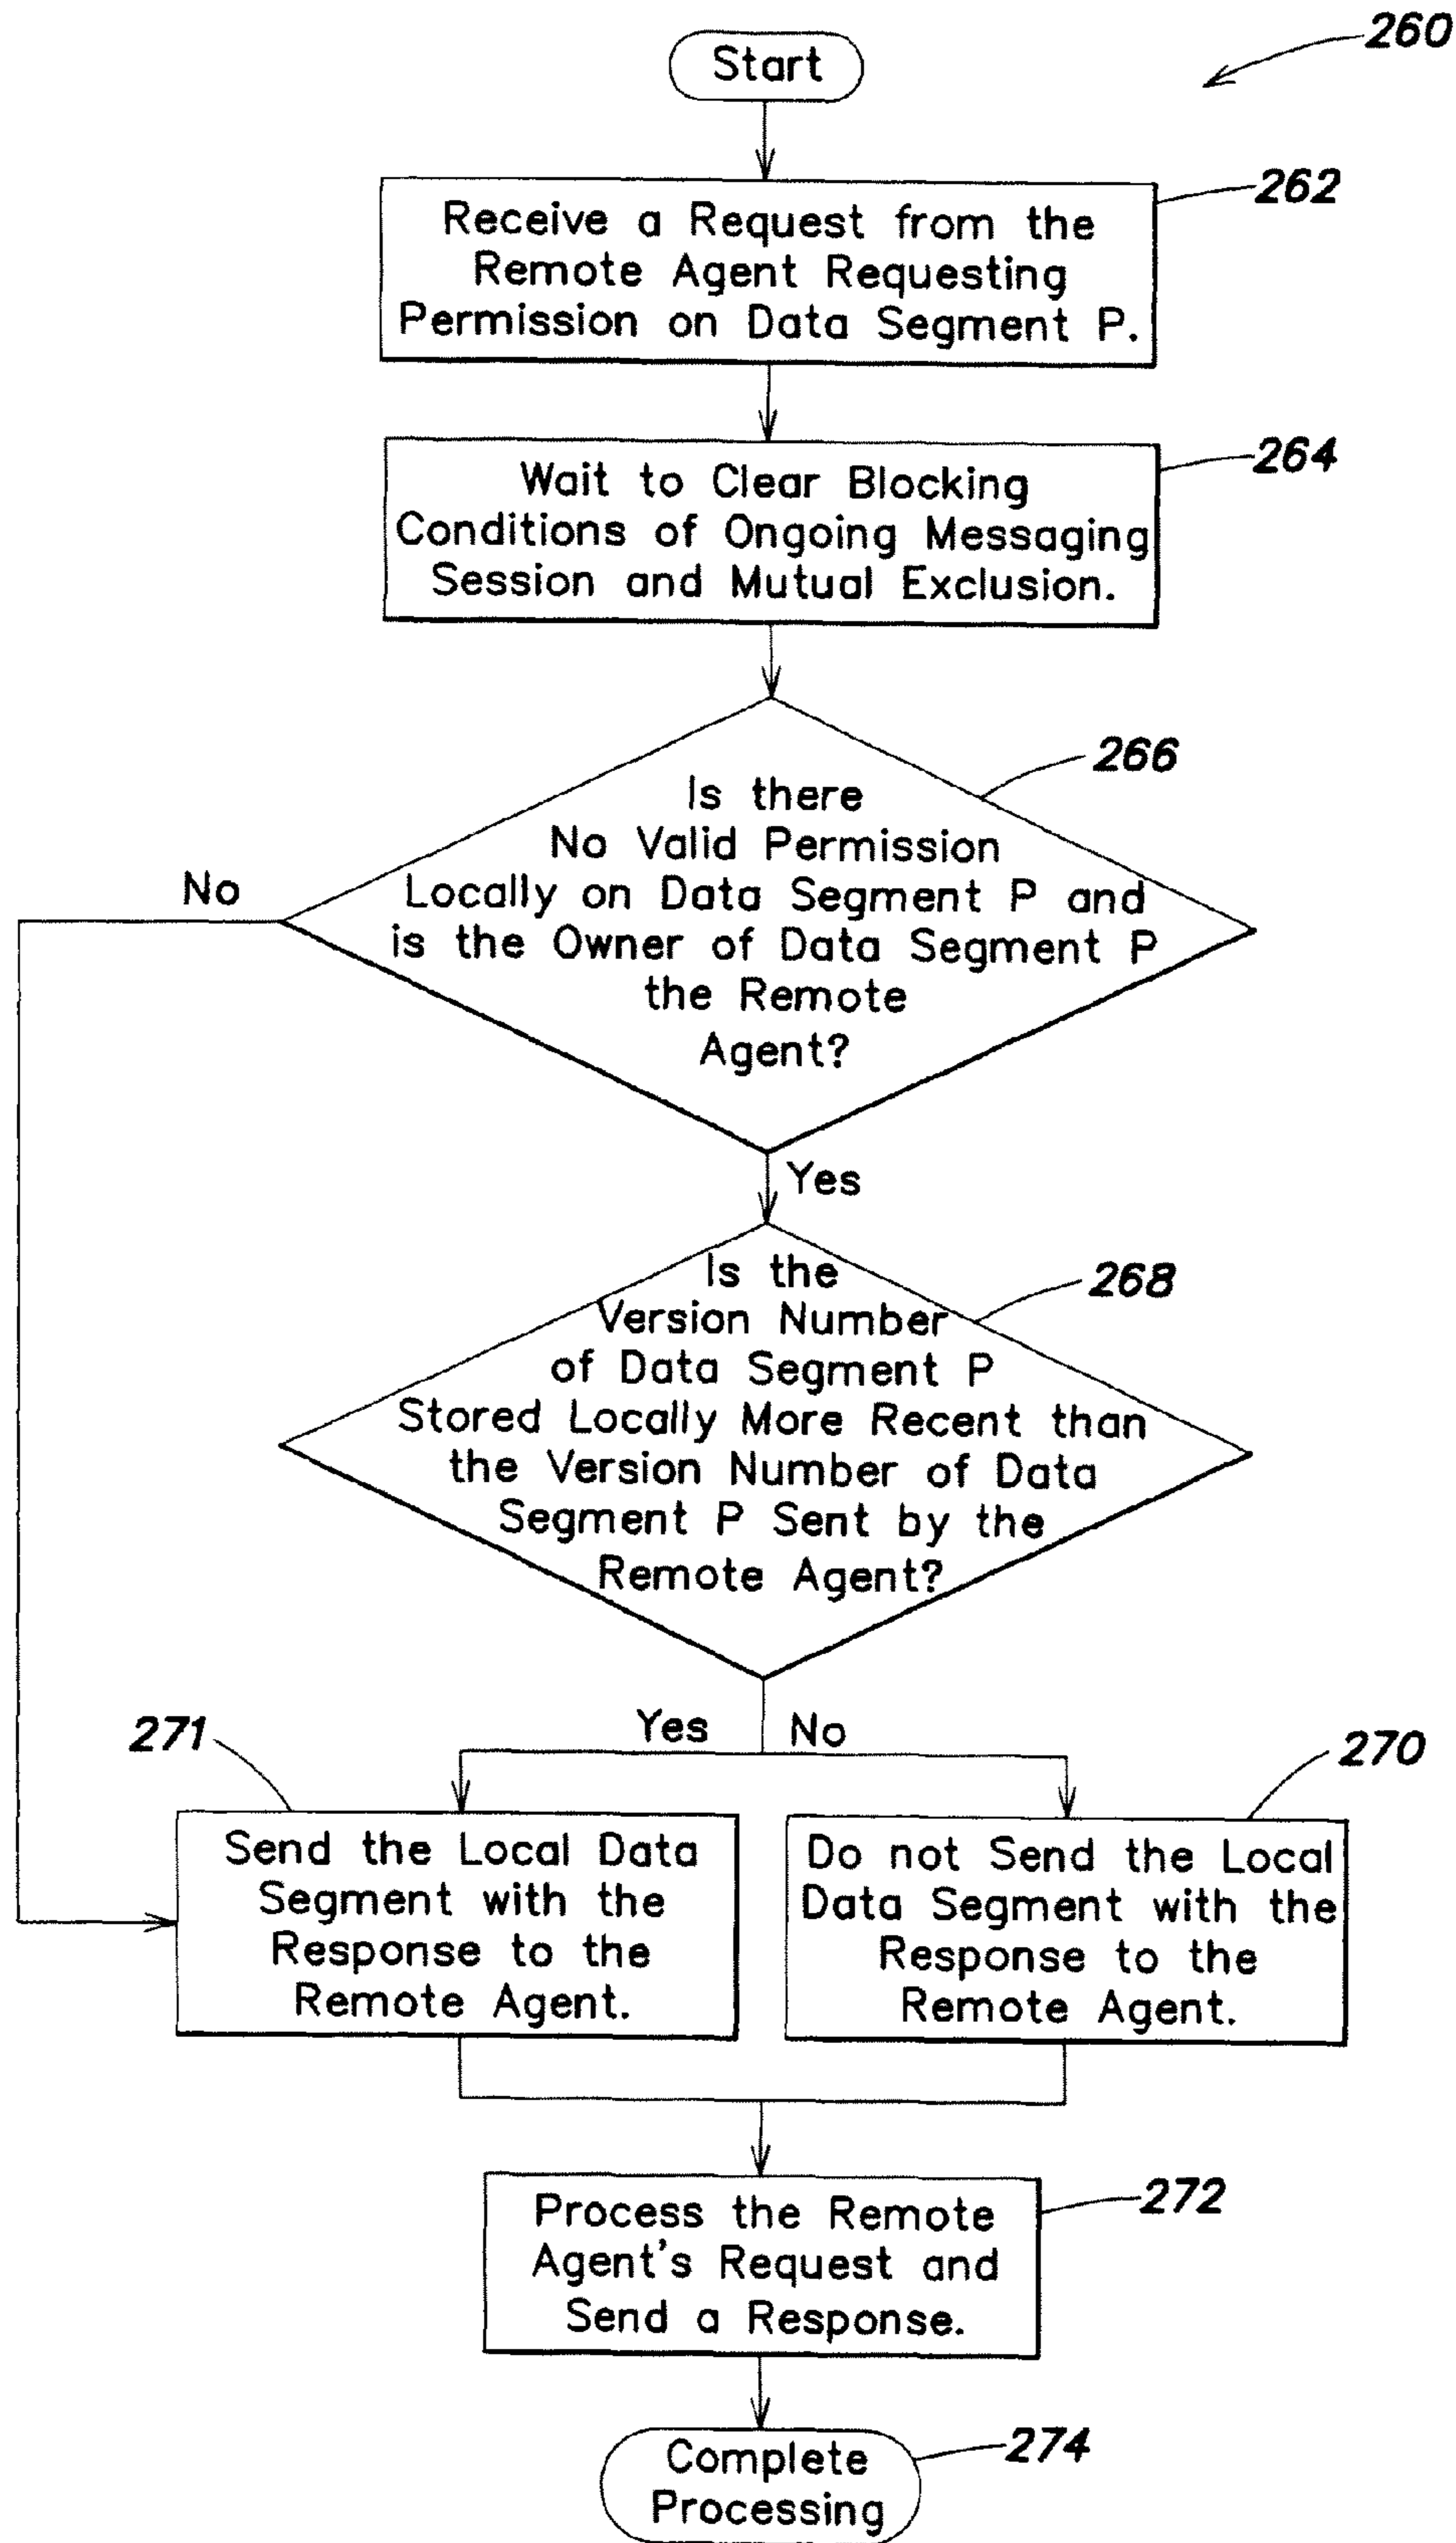 260
Start
262
Receive a Request from the
Remote Agent Requesting
Permission on Data Segment P.
264
Wait to Clear Blocking
Conditions of Ongoing Messaging
Session and Mutual Exclusion.
266
Is there
No Valid Permission
Locally on Data Segment P and
is the Owner of Data Segment P
the Remote
Agent?
No
Yes
268
Is the
Version Number
of Data Segment P
Stored Locally More Recent than
the Version Number of Data
Segment P Sent by the
Remote Agent?
Yes
No
271
Send the Local Data
Segment with the
Response to the
Remote Agent.
270
Do not Send the Local
Data Segment with the
Response to the
Remote Agent.
272
Process the Remote
Agent's Request and
Send a Response.
274
Complete
Processing